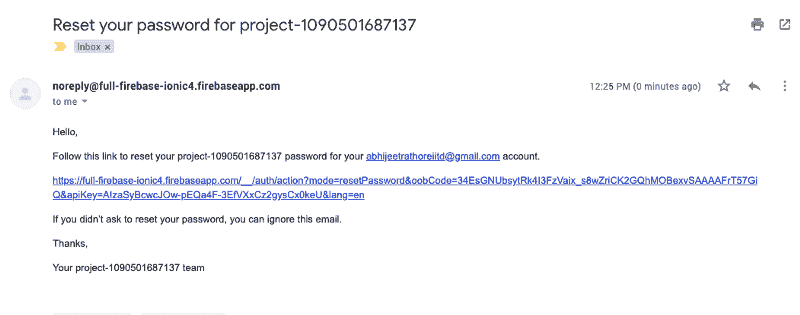 Reset your password for project-1090501687137
Inbox x
noreply@full-firebase-ionic4.firebaseapp.com
12:25 PM (0 minutes ago)
to me
Hello,
Follow this link to reset your project-1090501687137 password for your abhijeetrathoreiitd@gmail.com account.
https://full-firebase-ionic4.firebaseapp.com/__/auth/action?mode=resetPassword&oobCode=34EsGNUbsytRk4I3FzVaix_s8wZriCK2GQhMOBexvSAAAAFrT57Gi
Q&apiKey=AIzaSyBcwcJOw-pEQa4F-3EfVXxCz2gysCx0keU&lang=en
If you didn't ask to reset your password, you can ignore this email.
Thanks,
Your project-1090501687137 team